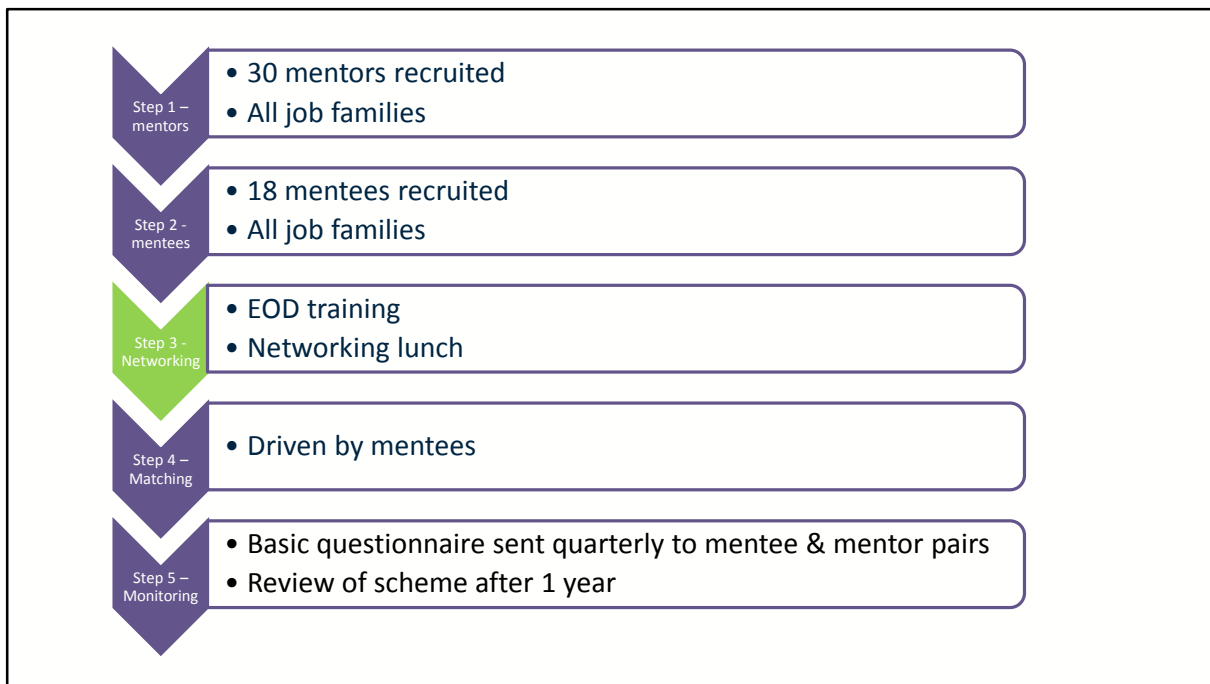 Step 1 –
mentors
• 30 mentors recruited
• All job families
Step 2 -
mentees
• 18 mentees recruited
• All job families
Step 3 -
Networking
• EOD training
• Networking lunch
Step 4 –
Matching
• Driven by mentees
Step 5 –
Monitoring
• Basic questionnaire sent quarterly to mentee & mentor pairs
• Review of scheme after 1 year